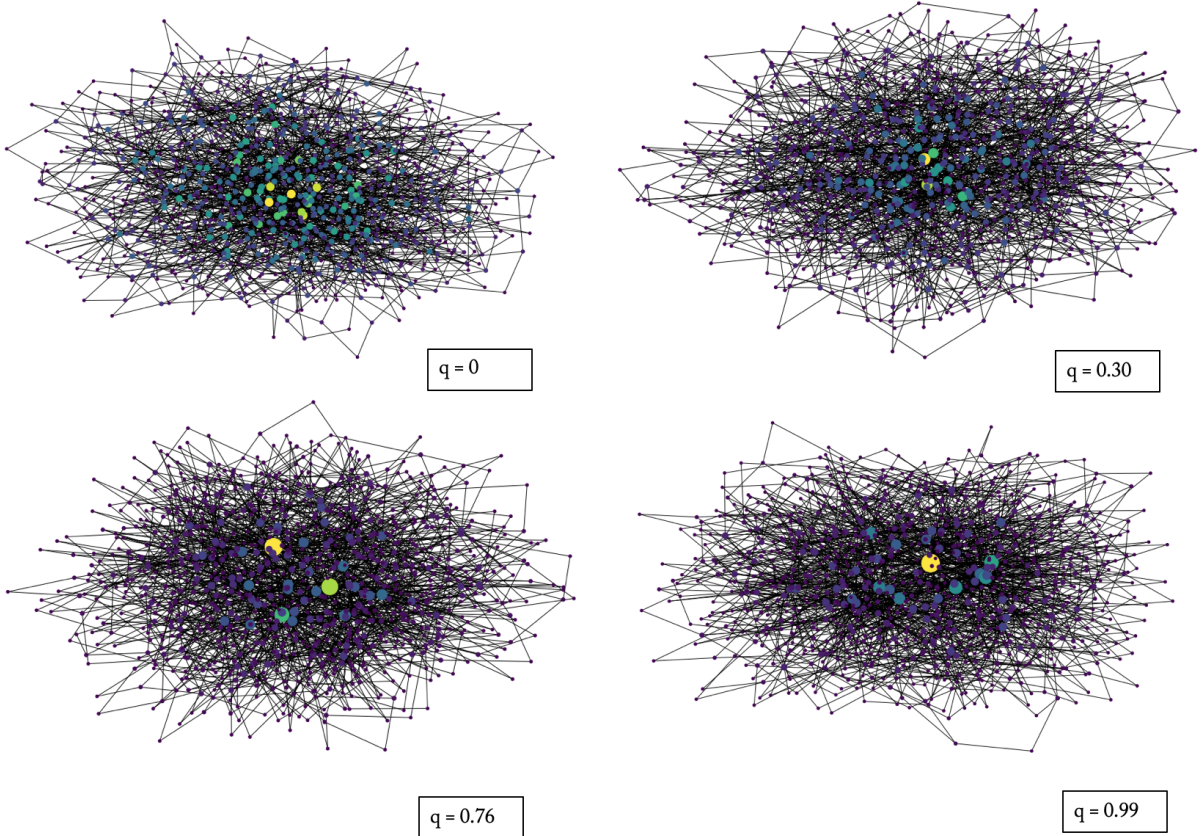 q = 0
q = 0.30
q = 0.76
q = 0.99